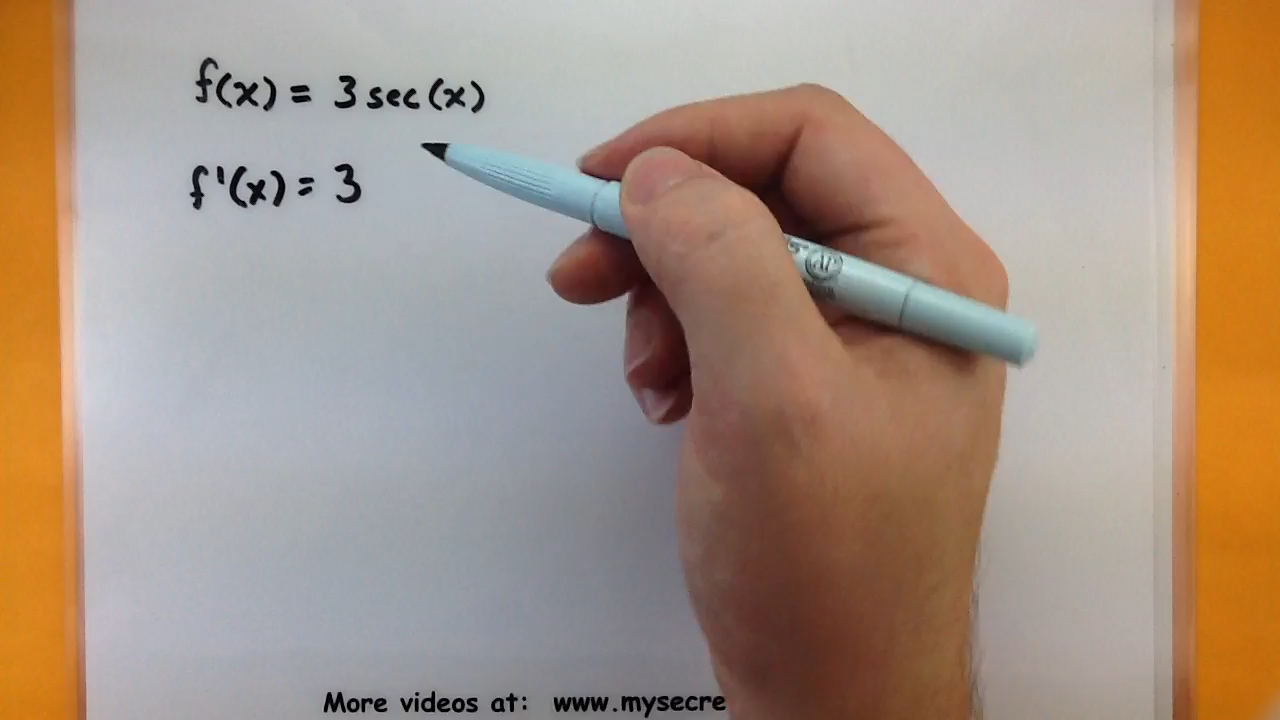 f(x) = 3 sec(x)
f'(x) = 3
More videos at: www.mysecre